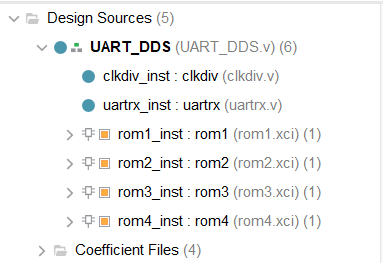 Design Sources (5)
UART_DDS (UART_DDS.v) (6)
clkdiv_inst : clkdiv (clkdiv.v)
uartrx_inst : uartrx (uartrx.v)
rom1_inst : rom1 (rom1.xci) (1)
rom2_inst : rom2 (rom2.xci) (1)
rom3_inst : rom3 (rom3.xci) (1)
rom4_inst : rom4 (rom4.xci) (1)
Coefficient Files (4)